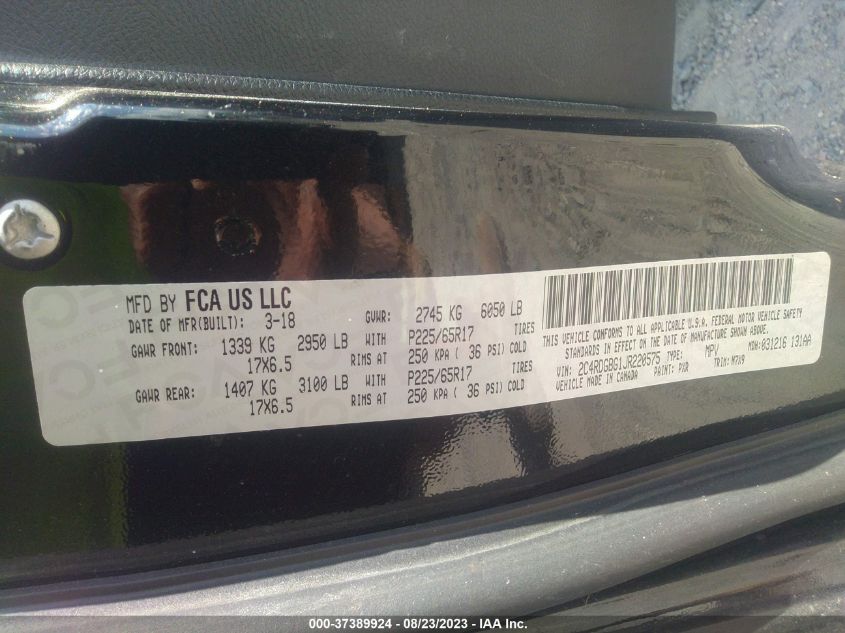 MFD BY FCA US LLC
DATE OF MFR(BUILT): 3-18 GVWR: 2745 KG 6050 LB
GAWR FRONT: 1339 KG 2950 LB WITH P225/65R17 TIRES
17X6.5 RIMS AT 250 KPA ( 36 PSI) COLD
GAWR REAR: 1407 KG 3100 LB WITH P225/65R17 TIRES
17X6.5 RIMS AT 250 KPA ( 36 PSI) COLD
THIS VEHICLE CONFORMS TO ALL APPLICABLE U.S.A. FEDERAL MOTOR VEHICLE SAFETY
STANDARDS IN EFFECT ON THE DATE OF MANUFACTURE SHOWN ABOVE.
VIN: 2C4RDGBG1JR220575 TYPE: MPV MDH:031216 131AA
VEHICLE MADE IN CANADA PAINT: PXR TRIM: M7X9
000-37389924 - 08/23/2023 - IAA Inc.